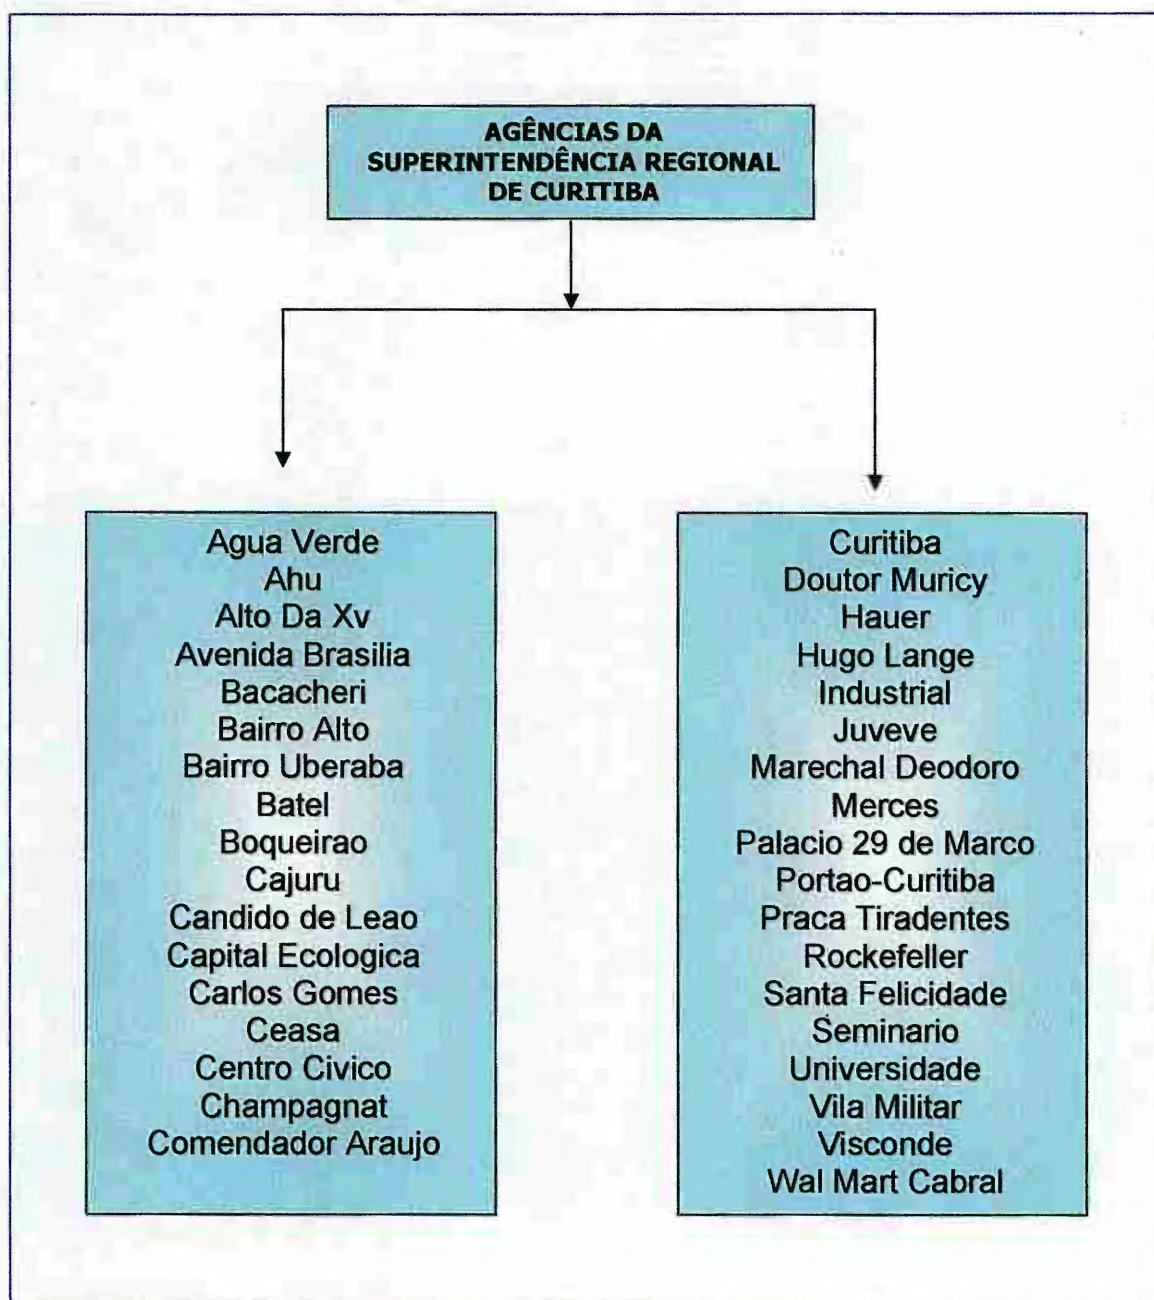 AGÊNCIAS DA
SUPERINTENDÊNCIA REGIONAL
DE CURITIBA
Agua Verde
Ahu
Alto Da Xv
Avenida Brasilia
Bacacheri
Bairro Alto
Bairro Uberaba
Batel
Boqueirao
Cajuru
Candido de Leao
Capital Ecologica
Carlos Gomes
Ceasa
Centro Civico
Champagnat
Comendador Araujo
Curitiba
Doutor Muricy
Hauer
Hugo Lange
Industrial
Juveve
Marechal Deodoro
Merces
Palacio 29 de Marco
Portao-Curitiba
Praca Tiradentes
Rockefeller
Santa Felicidade
Seminario
Universidade
Vila Militar
Visconde
Wal Mart Cabral